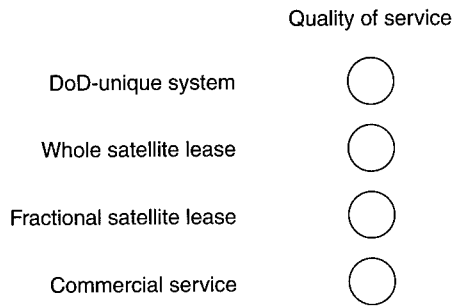 Quality of service
DoD-unique system
Whole satellite lease
Fractional satellite lease
Commercial service